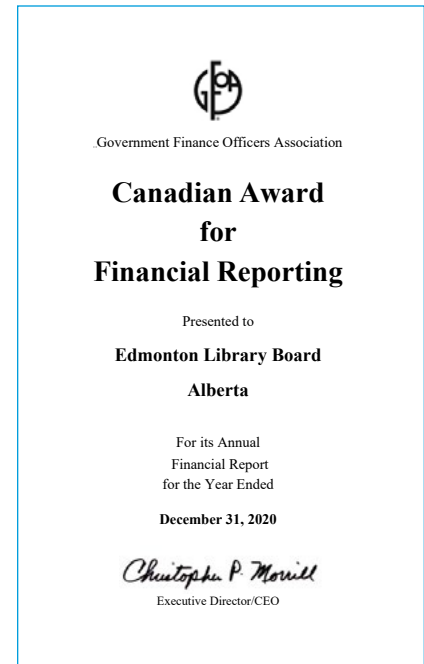 GFOA
Government Finance Officers Association
Canadian Award
for
Financial Reporting
Presented to
Edmonton Library Board
Alberta
For its Annual
Financial Report
for the Year Ended
December 31, 2020
Christopher P. Morrill
Executive Director/CEO